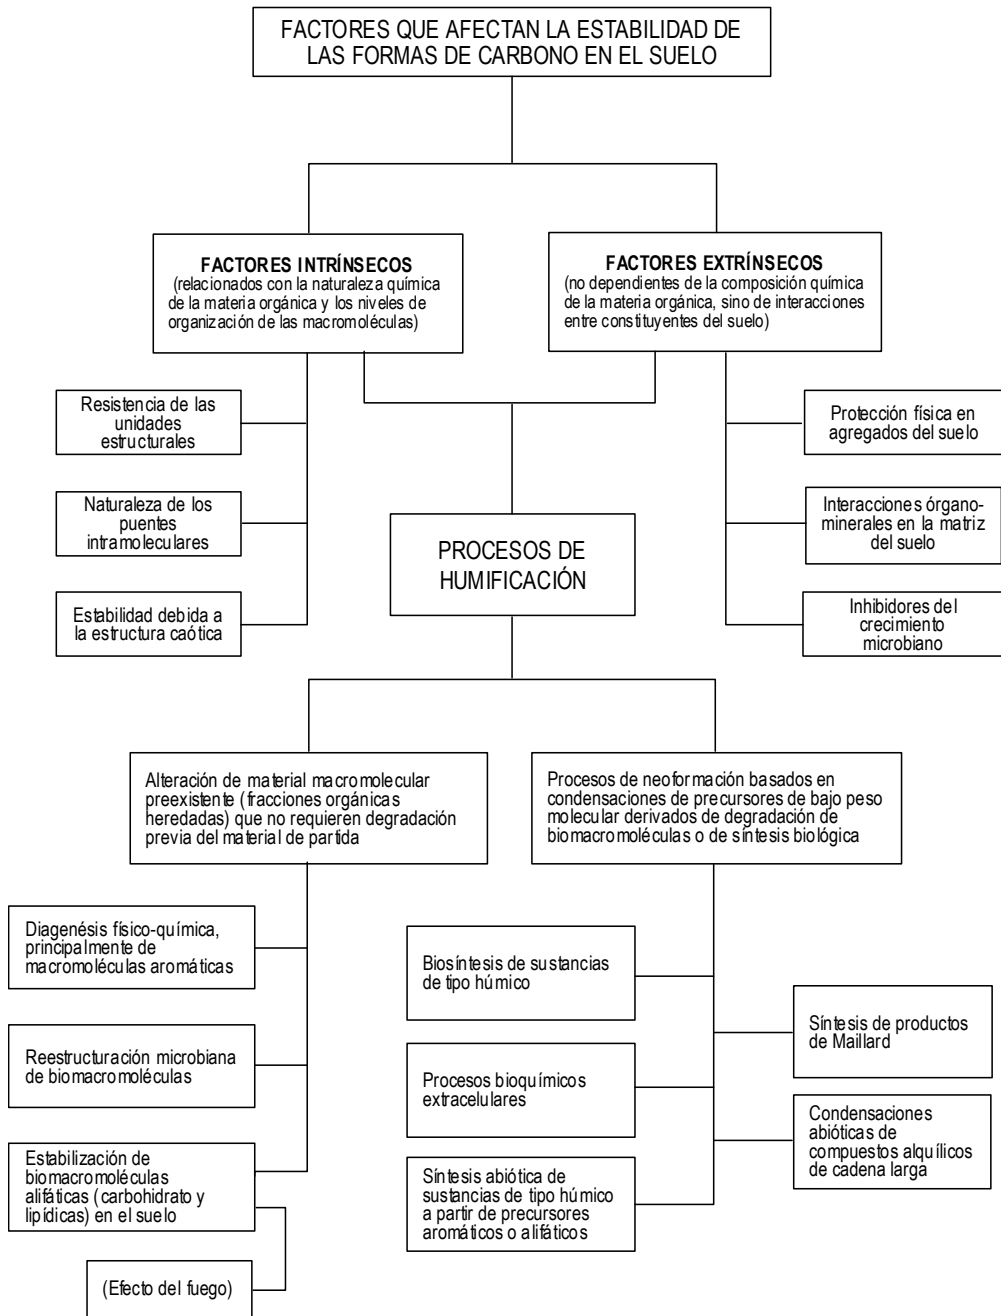 FACTORES QUE AFECTAN LA ESTABILIDAD DE
LAS FORMAS DE CARBONO EN EL SUELO
FACTORES INTRÍNSECOS
(relacionados con la naturaleza química
de la materia orgánica y los niveles de
organización de las macromoléculas)
FACTORES EXTRÍNSECOS
(no dependientes de la composición química
de la materia orgánica, sino de interacciones
entre constituyentes del suelo)
Resistencia de las
unidades
estructurales
Naturaleza de los
puentes
intramoleculares
Estabilidad debida a
la estructura caótica
Protección física en
agregados del suelo
Interacciones órgano-
minerales en la matriz
del suelo
Inhibidores del
crecimiento
microbiano
PROCESOS DE
HUMIFICACIÓN
Alteración de material macromolecular
preexistente (fracciones orgánicas
heredadas) que no requieren degradación
previa del material de partida
Procesos de neoformación basados en
condensaciones de precursores de bajo peso
molecular derivados de degradación de
biomacromoléculas o de síntesis biológica
Diagenésis físico-química,
principalmente de
macromoléculas aromáticas
Reestructuración microbiana
de biomacromoléculas
Estabilización de
biomacromoléculas
alifáticas (carbohidrato y
lipídicas) en el suelo
(Efecto del fuego)
Biosíntesis de sustancias
de tipo húmico
Procesos bioquímicos
extracelulares
Síntesis abiótica de
sustancias de tipo húmico
a partir de precursores
aromáticos o alifáticos
Síntesis de productos
de Maillard
Condensaciones
abióticas de
compuestos alquílicos
de cadena larga